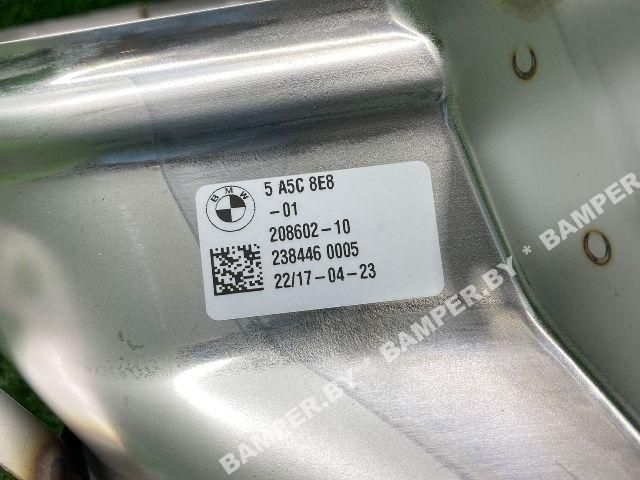 BMW
5 A5C 8E8
-01
208602-10
238446 0005
22/17-04-23
BAMPER.BY * BAMPER.BY * BAMPER